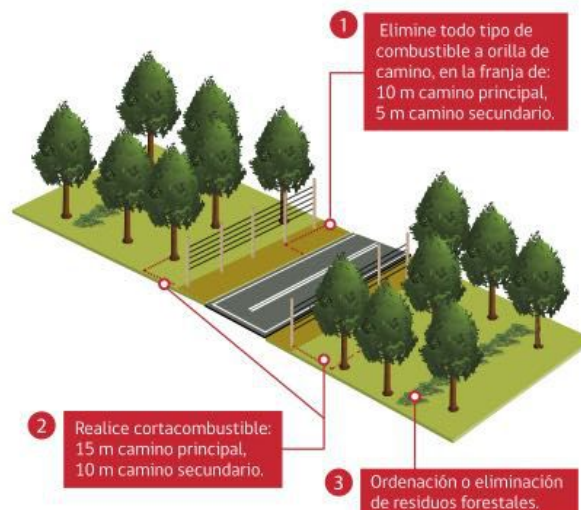 1
Elimine todo tipo de
combustible a orilla de
camino, en la franja de:
10 m camino principal,
5 m camino secundario.
2
Realice cortacombustible:
15 m camino principal,
10 m camino secundario.
3
Ordenación o eliminación
de residuos forestales.